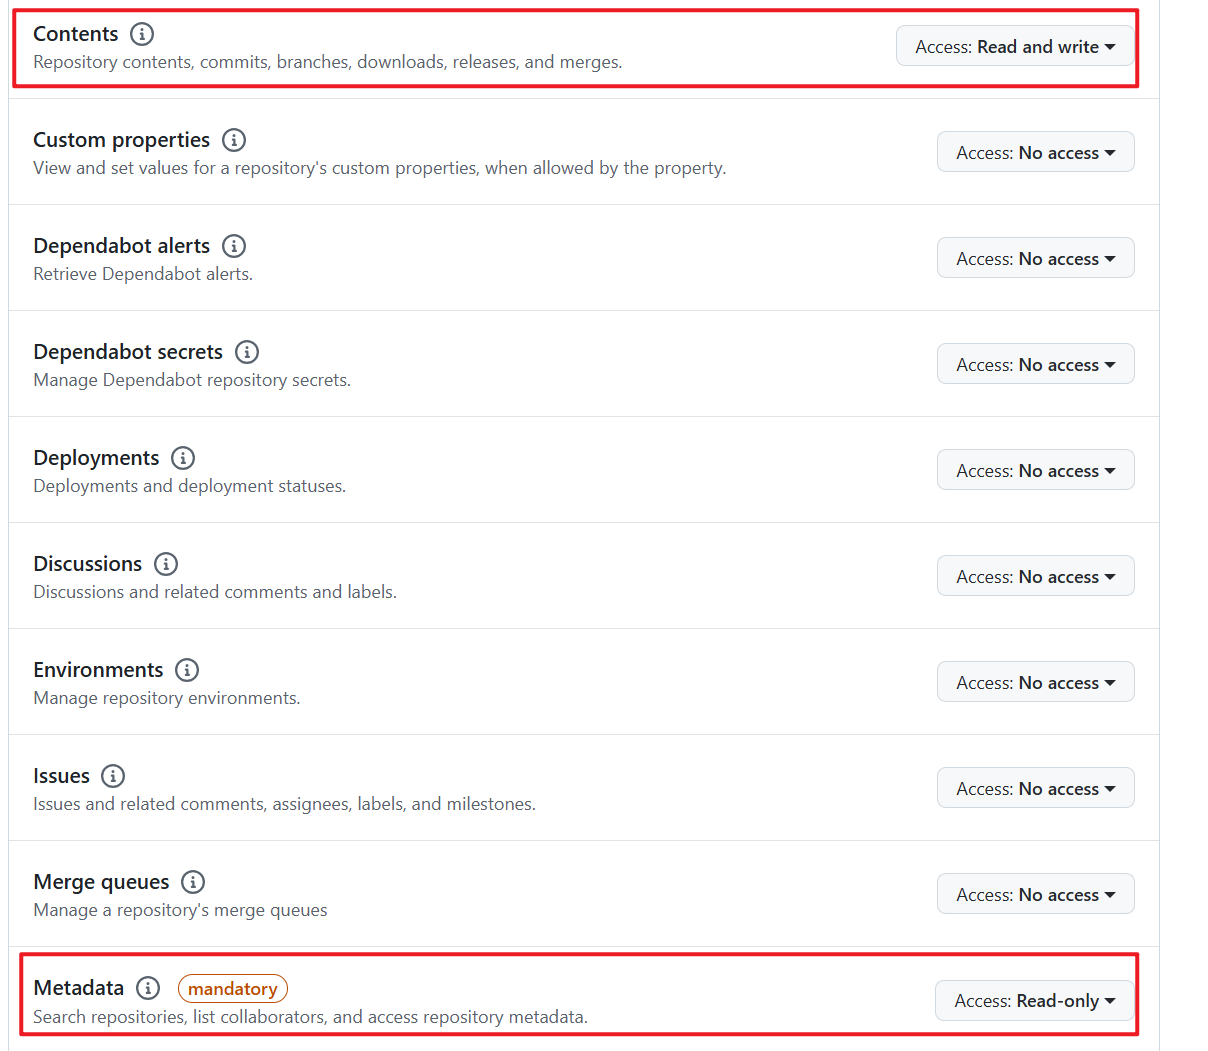 Contents
Access: Read and write
Repository contents, commits, branches, downloads, releases, and merges.
Custom properties
Access: No access
View and set values for a repository's custom properties, when allowed by the property.
Dependabot alerts
Access: No access
Retrieve Dependabot alerts.
Dependabot secrets
Access: No access
Manage Dependabot repository secrets.
Deployments
Access: No access
Deployments and deployment statuses.
Discussions
Access: No access
Discussions and related comments and labels.
Environments
Access: No access
Manage repository environments.
Issues
Access: No access
Issues and related comments, assignees, labels, and milestones.
Merge queues
Access: No access
Manage a repository's merge queues
Metadata mandatory
Access: Read-only
Search repositories, list collaborators, and access repository metadata.